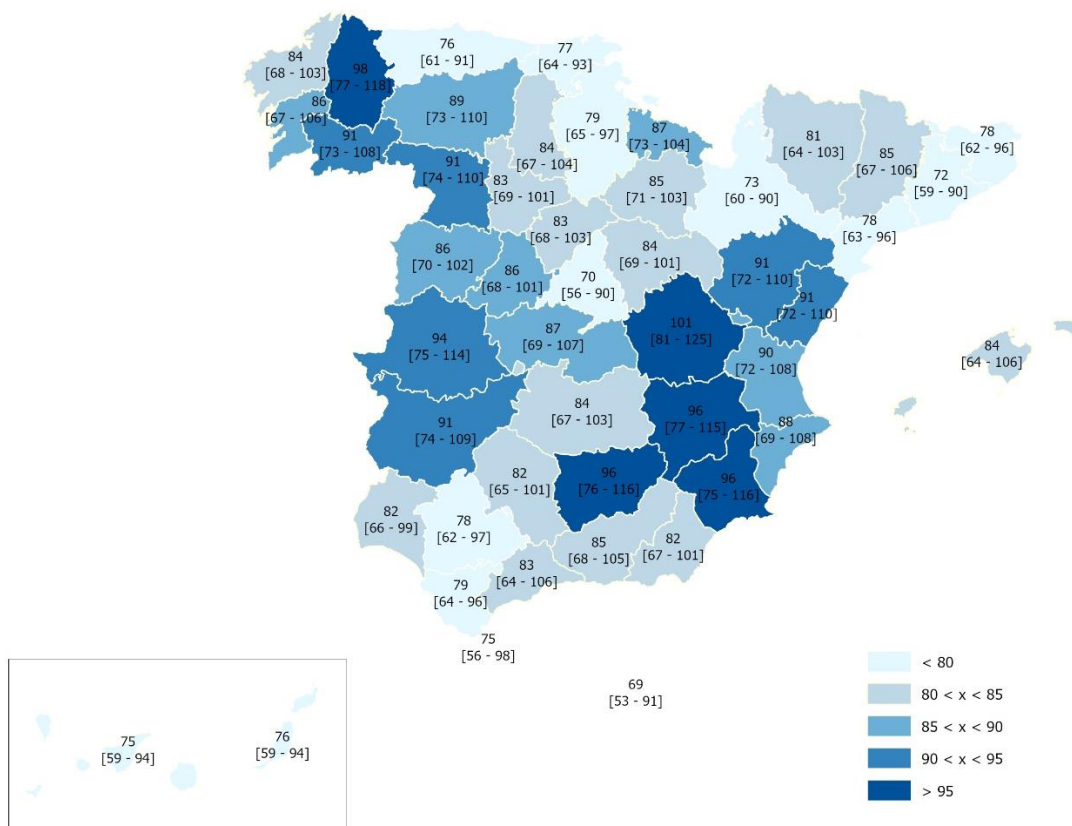 76
[61 - 91]
77
[64 - 93]
84
[68 - 103]
98
[77 - 118]
89
[73 - 110]
86
[67 - 106]
91
[73 - 108]
84
[67 - 104]
79
[65 - 97]
87
[73 - 104]
81
[64 - 103]
85
[67 - 106]
78
[62 - 96]
72
[59 - 90]
91
[74 - 110]
83
[69 - 101]
85
[71 - 103]
73
[60 - 90]
78
[63 - 96]
83
[68 - 103]
84
[69 - 101]
86
[70 - 102]
86
[68 - 101]
70
[56 - 90]
91
[72 - 110]
91
[72 - 110]
94
[75 - 114]
87
[69 - 107]
101
[81 - 125]
90
[72 - 108]
84
[64 - 106]
91
[74 - 109]
84
[67 - 103]
96
[77 - 115]
88
[69 - 108]
82
[65 - 101]
96
[76 - 116]
96
[75 - 116]
82
[66 - 99]
78
[62 - 97]
85
[68 - 105]
82
[67 - 101]
83
[64 - 106]
79
[64 - 96]
75
[56 - 98]
69
[53 - 91]
75
[59 - 94]
76
[59 - 94]
< 80
80 < x < 85
85 < x < 90
90 < x < 95
> 95